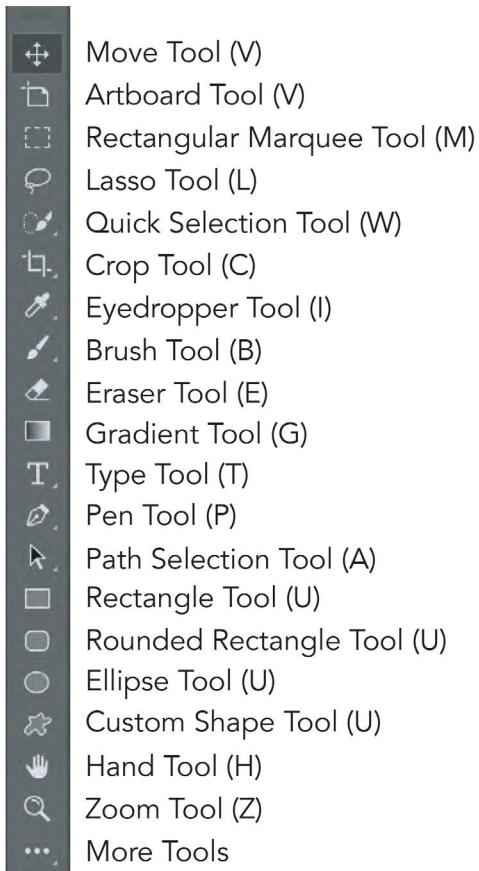 Move Tool (V)
Artboard Tool (V)
Rectangular Marquee Tool (M)
Lasso Tool (L)
Quick Selection Tool (W)
Crop Tool (C)
Eyedropper Tool (I)
Brush Tool (B)
Eraser Tool (E)
Gradient Tool (G)
Type Tool (T)
Pen Tool (P)
Path Selection Tool (A)
Rectangle Tool (U)
Rounded Rectangle Tool (U)
Ellipse Tool (U)
Custom Shape Tool (U)
Hand Tool (H)
Zoom Tool (Z)
More Tools